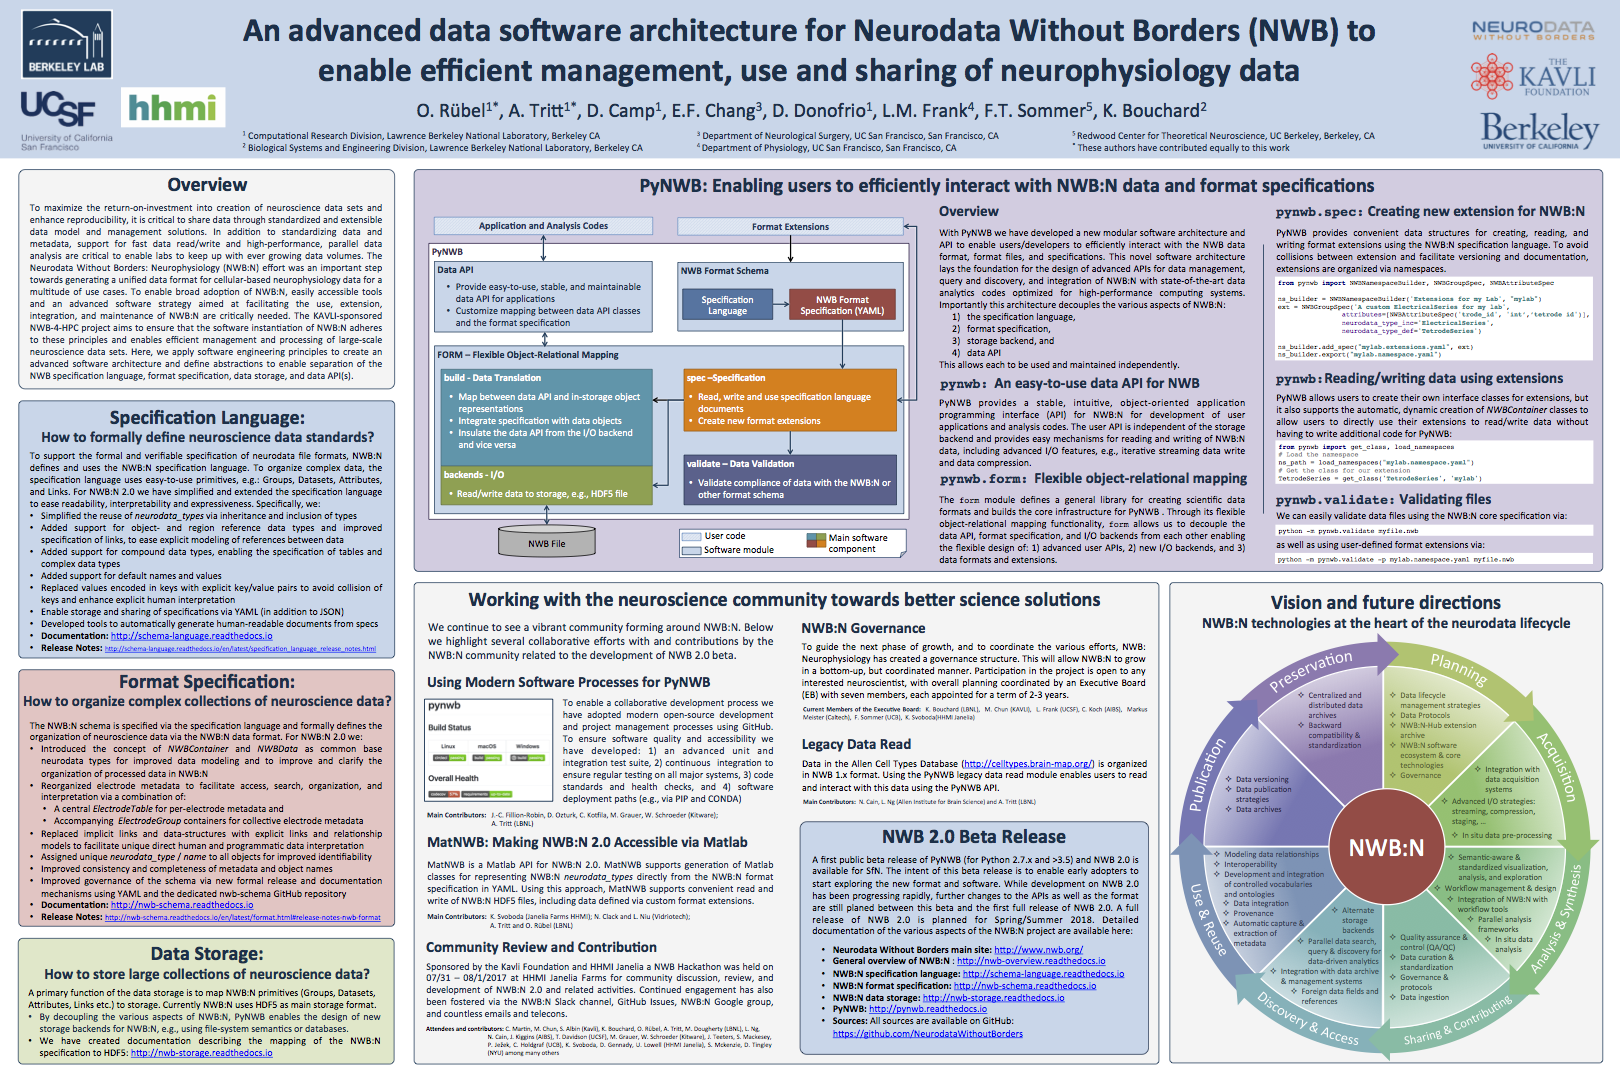 An advanced data software architecture for Neurodata Without Borders (NWB) to
enable efficient management, use and sharing of neurophysiology data
O. Rübel1*, A. Tritt1*, D. Camp1, E.F. Chang3, D. Donofrio1, L.M. Frank4, F.T. Sommer5, K. Bouchard2
1 Computational Research Division, Lawrence Berkeley National Laboratory, Berkeley CA
2 Biological Systems and Engineering Division, Lawrence Berkeley National Laboratory, Berkeley CA
3 Department of Neurological Surgery, UC San Francisco, San Francisco, CA
4 Department of Physiology, UC San Francisco, San Francisco, CA
5 Redwood Center for Theoretical Neuroscience, UC Berkeley, Berkeley, CA
* These authors have contributed equally to this work
BERKELEY LAB
UCSF
University of California
San Francisco
hhmi
NEURODATA
WITHOUT BORDERS
THE
KAVLI
FOUNDATION
Berkeley
UNIVERSITY OF CALIFORNIA
Overview
To maximize the return-on-investment into creation of neuroscience data sets and
enhance reproducibility, it is critical to share data through standardized and extensible
data model and management solutions. In addition to standardizing data and
metadata, support for fast data read/write and high-performance, parallel data
analysis are critical to enable labs to keep up with ever growing data volumes. The
Neurodata Without Borders: Neurophysiology (NWB:N) effort was an important step
towards generating a unified data format for cellular-based neurophysiology data for a
multitude of use cases. To enable broad adoption of NWB:N, easily accessible tools
and an advanced software strategy aimed at facilitating the use, extension,
integration, and maintenance of NWB:N are critically needed. The KAVLI-sponsored
NWB-4-HPC project aims to ensure that the software instantiation of NWB:N adheres
to these principles and enables efficient management and processing of large-scale
neuroscience data sets. Here, we apply software engineering principles to create an
advanced software architecture and define abstractions to enable separation of the
NWB specification language, format specification, data storage, and data API(s).
Specification Language:
How to formally define neuroscience data standards?
To support the formal and verifiable specification of neurodata file formats, NWB:N
defines and uses the NWB:N specification language. To organize complex data, the
specification language uses easy-to-use primitives, e.g.: Groups, Datasets, Attributes,
and Links. For NWB:N 2.0 we have simplified and extended the specification language
to ease readability, interpretability and expressiveness. Specifically, we:
• Simplified the reuse of neurodata_types via inheritance and inclusion of types
• Added support for object- and region reference data types and improved
specification of links, to ease explicit modeling of references between data
• Added support for compound data types, enabling the specification of tables and
complex data types
• Added support for default names and values
• Replaced values encoded in keys with explicit key/value pairs to avoid collision of
keys and enhance explicit human interpretation
• Enable storage and sharing of specifications via YAML (in addition to JSON)
• Developed tools to automatically generate human-readable documents from specs
• Documentation: http://schema-language.readthedocs.io
• Release Notes: http://schema-language.readthedocs.io/en/latest/specification_language_release_notes.html
Format Specification:
How to organize complex collections of neuroscience data?
The NWB:N schema is specified via the specification language and formally defines the
organization of neuroscience data via the NWB:N data format. For NWB:N 2.0 we:
• Introduced the concept of NWBContainer and NWBData as common base
neurodata types for improved data modeling and to improve and clarify the
organization of processed data in NWB:N
• Reorganized electrode metadata to facilitate access, search, organization, and
interpretation via a combination of:
• A central ElectrodeTable for per-electrode metadata and
• Accompanying ElectrodeGroup containers for collective electrode metadata
• Replaced implicit links and data-structures with explicit links and relationship
models to facilitate unique direct human and programmatic data interpretation
• Assigned unique neurodata_type / name to all objects for improved identifiability
• Improved consistency and completeness of metadata and object names
• Improved governance of the schema via new formal release and documentation
mechanisms using YAML and the dedicated nwb-schema GitHub repository
• Documentation: http://nwb-schema.readthedocs.io
• Release Notes: http://nwb-schema.readthedocs.io/en/latest/format.html#release-notes-nwb-format
Data Storage:
How to store large collections of neuroscience data?
A primary function of the data storage is to map NWB:N primitives (Groups, Datasets,
Attributes, Links etc.) to storage. Currently NWB:N uses HDF5 as main storage format.
• By decoupling the various aspects of NWB:N, PyNWB enables the design of new
storage backends for NWB:N, e.g., using file-system semantics or databases.
• We have created documentation describing the mapping of the NWB:N
specification to HDF5: http://nwb-storage.readthedocs.io
PyNWB: Enabling users to efficiently interact with NWB:N data and format specifications
Application and Analysis Codes
Format Extensions
PyNWB
Data API
• Provide easy-to-use, stable, and maintainable
data API for applications
• Customize mapping between data API classes
and the format specification
NWB Format Schema
Specification
Language
NWB Format
Specification (YAML)
FORM – Flexible Object-Relational Mapping
build - Data Translation
• Map between data API and in-storage object
representations
• Integrate specification with data objects
• Insulate the data API from the I/O backend
and vice versa
backends - I/O
• Read/write data to storage, e.g., HDF5 file
spec –Specification
• Read, write and use specification language
documents
• Create new format extensions
validate – Data Validation
• Validate compliance of data with the NWB:N or
other format schema
NWB File
User code
Software module
Main software
component
Overview
With PyNWB we have developed a new modular software architecture and
API to enable users/developers to efficiently interact with the NWB data
format, format files, and specifications. This novel software architecture
lays the foundation for the design of advanced APIs for data management,
query and discovery, and integration of NWB:N with state-of-the-art data
analytics codes optimized for high-performance computing systems.
Importantly this architecture decouples the various aspects of NWB:N:
1) the specification language,
2) format specification,
3) storage backend, and
4) data API
This allows each to be used and maintained independently.
pynwb: An easy-to-use data API for NWB
PyNWB provides a stable, intuitive, object-oriented application
programming interface (API) for NWB:N for development of user
applications and analysis codes. The user API is independent of the storage
backend and provides easy mechanisms for reading and writing of NWB:N
data, including advanced I/O features, e.g., iterative streaming data write
and data compression.
pynwb.form: Flexible object-relational mapping
The form module defines a general library for creating scientific data
formats and builds the core infrastructure for PyNWB . Through its flexible
object-relational mapping functionality, form allows us to decouple the
data API, format specification, and I/O backends from each other enabling
the flexible design of: 1) advanced user APIs, 2) new I/O backends, and 3)
data formats and extensions.
pynwb.spec: Creating new extension for NWB:N
PyNWB provides convenient data structures for creating, reading, and
writing format extensions using the NWB:N specification language. To avoid
collisions between extension and facilitate versioning and documentation,
extensions are organized via namespaces.
from pynwb import NWBNamespaceBuilder, NWBGroupSpec, NWBAttributeSpec
ns_builder = NWBNamespaceBuilder('Extensions for my Lab', "mylab")
ext = NWBGroupSpec('A custom ElectricalSeries for my lab',
attributes=[NWBAttributeSpec('trode_id', 'int','tetrode id')],
neurodata_type_inc='ElectricalSeries',
neurodata_type_def='TetrodeSeries')
ns_builder.add_spec("mylab.extensions.yaml", ext)
ns_builder.export("mylab.namespace.yaml")
pynwb:Reading/writing data using extensions
PyNWB allows users to create their own interface classes for extensions, but
it also supports the automatic, dynamic creation of NWBContainer classes to
allow users to directly use their extensions to read/write data without
having to write additional code for PyNWB:
from pynwb import get_class, load_namespaces
# Load the namespace
ns_path = load_namespaces("mylab.namespace.yaml")
# Get the class for our extension
TetrodeSeries = get_class('TetrodeSeries', 'mylab')
pynwb.validate: Validating files
We can easily validate data files using the NWB:N core specification via:
python -m pynwb.validate myfile.nwb
as well as using user-defined format extensions via:
python -m pynwb.validate -p mylab.namespace.yaml myfile.nwb
Working with the neuroscience community towards better science solutions
We continue to see a vibrant community forming around NWB:N. Below
we highlight several collaborative efforts with and contributions by the
NWB:N community related to the development of NWB 2.0 beta.
Using Modern Software Processes for PyNWB
pynwb
Build Status
Linux macOS Windows
Overall Health
To enable a collaborative development process we
have adopted modern open-source development
and project management processes using GitHub.
To ensure software quality and accessibility we
have developed: 1) an advanced unit and
integration test suite, 2) continuous integration to
ensure regular testing on all major systems, 3) code
standards and health checks, and 4) software
deployment paths (e.g., via PIP and CONDA)
Main Contributors: J.-C. Fillion-Robin, D. Ozturk, C. Kotfila, M. Grauer, W. Schroeder (Kitware);
A. Tritt (LBNL)
MatNWB: Making NWB:N 2.0 Accessible via Matlab
MatNWB is a Matlab API for NWB:N 2.0. MatNWB supports generation of Matlab
classes for representing NWB:N neurodata_types directly from the NWB:N format
specification in YAML. Using this approach, MatNWB supports convenient read and
write of NWB:N HDF5 files, including data defined via custom format extensions.
Main Contributors: K. Svoboda (Janelia Farms HHMI); N. Clack and L. Niu (Vidriotech);
A. Tritt and O. Rübel (LBNL)
Community Review and Contribution
Sponsored by the Kavli Foundation and HHMI Janelia a NWB Hackathon was held on
07/31 – 08/1/2017 at HHMI Janelia Farms for community discussion, review, and
development of NWB:N 2.0 and related activities. Continued engagement has also
been fostered via the NWB:N Slack channel, GitHub Issues, NWB:N Google group,
and countless emails and telecons.
Attendees and contributors: C. Martin, M. Chun, S. Albin (Kavli), K. Bouchard, O. Rübel, A. Tritt, M. Dougherty (LBNL), L. Ng,
N. Cain, J. Kiggins (AIBS), T. Davidson (UCSF), M. Grauer, W. Schroeder (Kitware), J. Teeters, S. Mackesey,
P. Ježek, C. Holdgraf (UCB), K. Svoboda, D. Gennady, U. Lowell (HHMI Janelia), S. Mckenzie, D. Tingley
(NYU) among many others
NWB:N Governance
To guide the next phase of growth, and to coordinate the various efforts, NWB:
Neurophysiology has created a governance structure. This will allow NWB:N to grow
in a bottom-up, but coordinated manner. Participation in the project is open to any
interested neuroscientist, with overall planning coordinated by an Executive Board
(EB) with seven members, each appointed for a term of 2-3 years.
Current Members of the Executive Board: K. Bouchard (LBNL), M. Chun (KAVLI), L. Frank (UCSF), C. Koch (AIBS), Markus
Meister (Caltech), F. Sommer (UCB), K. Svoboda(HHMI Janelia)
Legacy Data Read
Data in the Allen Cell Types Database (http://celltypes.brain-map.org/) is organized
in NWB 1.x format. Using the PyNWB legacy data read module enables users to read
and interact with this data using the PyNWB API.
Main Contributors: N. Cain, L. Ng (Allen Institute for Brain Science) and A. Tritt (LBNL)
NWB 2.0 Beta Release
A first public beta release of PyNWB (for Python 2.7.x and >3.5) and NWB 2.0 is
available for SfN. The intent of this beta release is to enable early adopters to
start exploring the new format and software. While development on NWB 2.0
has been progressing rapidly, further changes to the APIs as well as the format
are still planed between this beta and the first full release of NWB 2.0. A full
release of NWB 2.0 is planned for Spring/Summer 2018. Detailed
documentation of the various aspects of the NWB:N project are available here:
• Neurodata Without Borders main site: http://www.nwb.org/
• General overview of NWB:N : http://nwb-overview.readthedocs.io
• NWB:N specification language: http://schema-language.readthedocs.io
• NWB:N format specification: http://nwb-schema.readthedocs.io
• NWB:N data storage: http://nwb-storage.readthedocs.io
• PyNWB: http://pynwb.readthedocs.io
• Sources: All sources are available on GitHub:
https://github.com/NeurodataWithoutBorders
Vision and future directions
NWB:N technologies at the heart of the neurodata lifecycle
NWB:N
Planning
Data lifecycle
management strategies
Data Protocols
NWB:N-Hub extension
archive
NWB:N software
ecosystem & core
technologies
Governance
Acquisition
Integration with
data acquisition
systems
Advanced I/O strategies:
streaming, compression,
staging, …
In situ data pre-processing
Analysis & Synthesis
Semantic-aware &
standardized visualization,
analysis, and exploration
Workflow management & design
Integration of NWB:N with
workflow tools
Parallel analysis
frameworks
In situ data
analysis
Sharing & Contributing
Quality assurance &
control (QA/QC)
Data curation &
standardization
Governance &
protocols
Data ingestion
Discovery & Access
Alternate
storage
backends
Parallel data search,
query & discovery for
data-driven analytics
Integration with data archive
& management systems
Foreign data fields and
references
Use & Reuse
Modeling data relationships
Interoperability
Development and integration
of controlled vocabularies
and ontologies
Data integration
Provenance
Automatic capture &
extraction of
metadata
Publication
Data versioning
Data publication
strategies
Data archives
Preservation
Centralized and
distributed data
archives
Backward
compatibility &
standardization